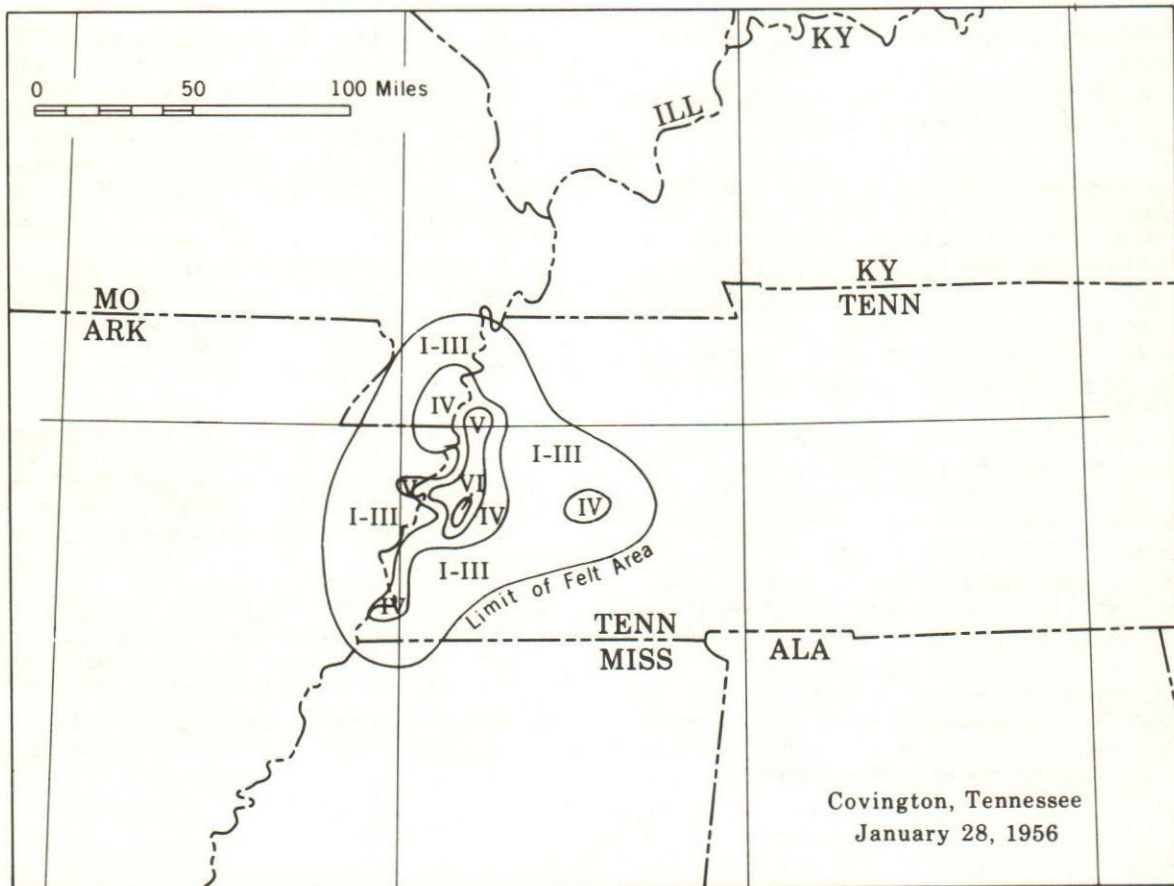 KY
0 50 100 Miles
ILL
KY
TENN
MO
ARK
I-III
IV
V
I-III
V
VI
IV
IV
I-III
I-III
Limit of Felt Area
IV
TENN
MISS
ALA
Covington, Tennessee
January 28, 1956